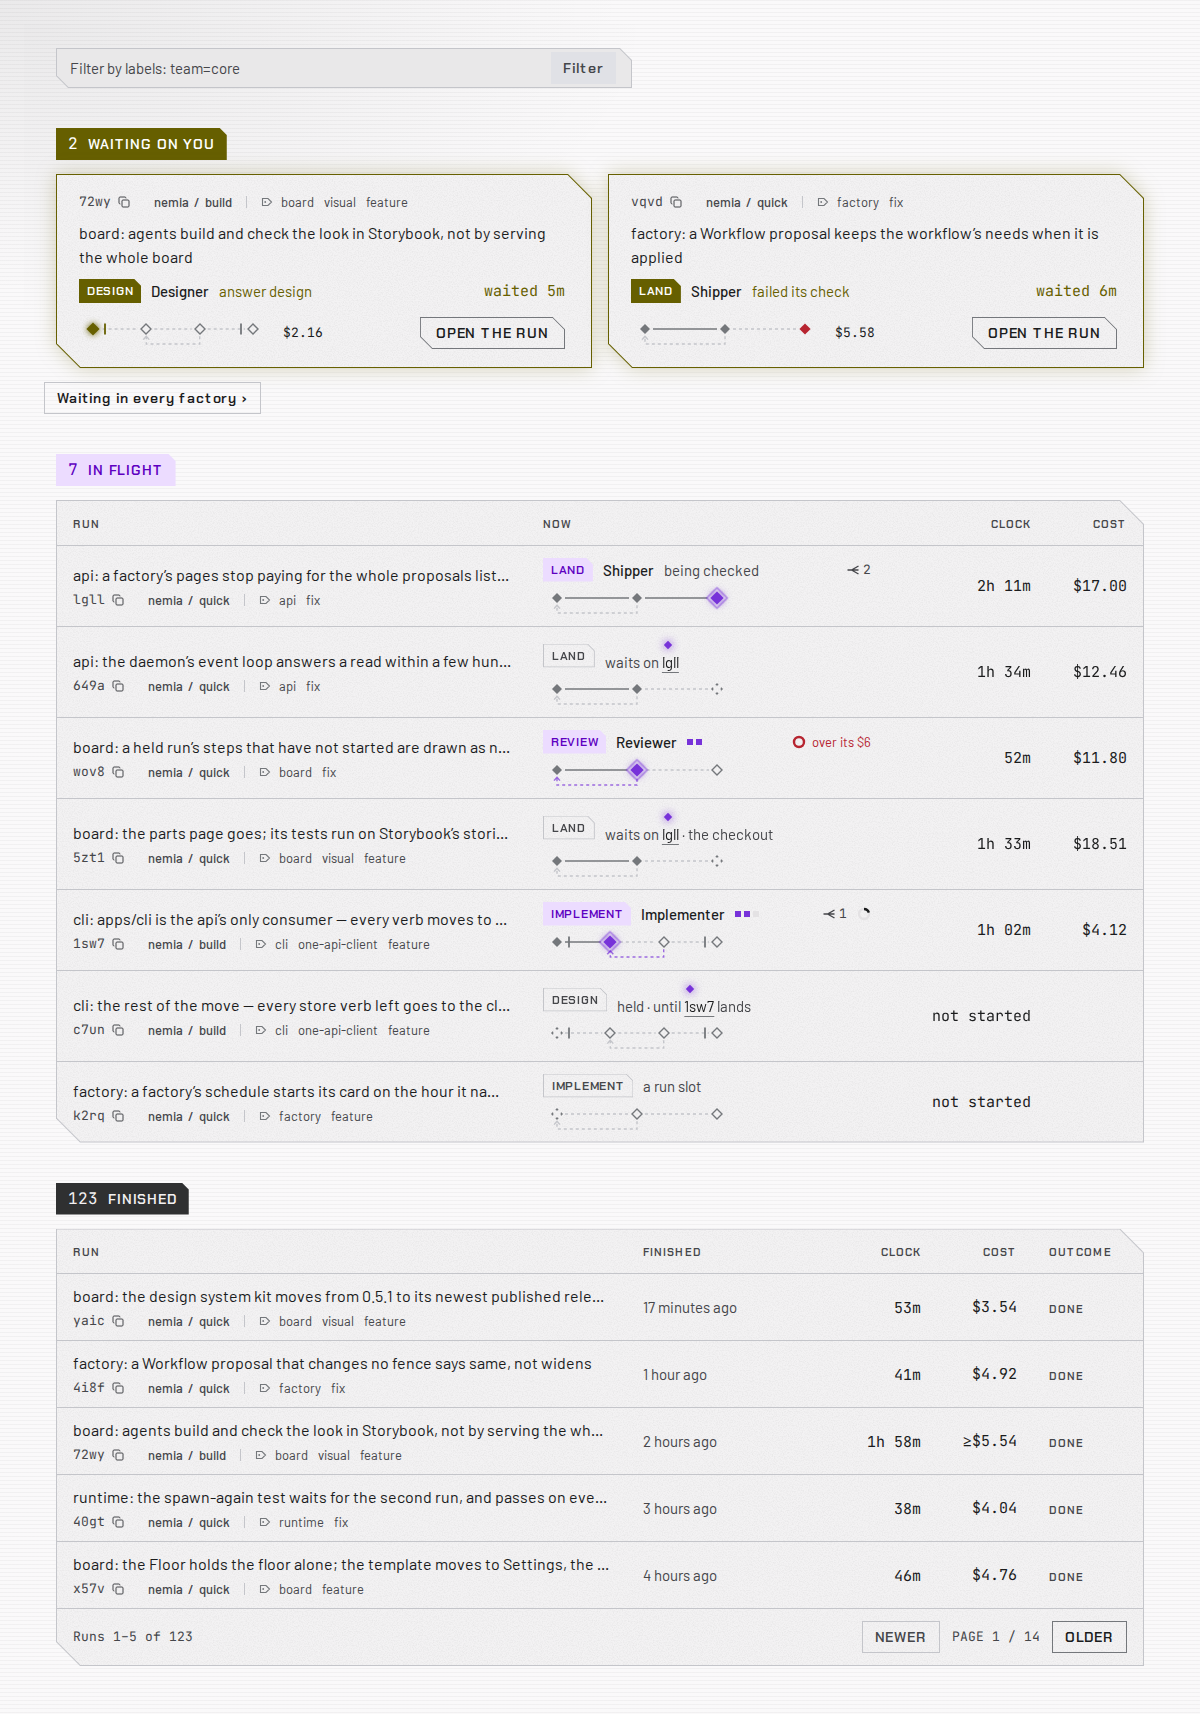 Filter by labels: team=core
Filter
2 WAITING ON YOU
72wy nemla / build board visual feature
board: agents build and check the look in Storybook, not by serving
the whole board
DESIGN Designer answer design waited 5m
$2.16 OPEN THE RUN
vqvd nemla / quick factory fix
factory: a Workflow proposal keeps the workflow's needs when it is
applied
LAND Shipper failed its check waited 6m
$5.58 OPEN THE RUN
Waiting in every factory ›
7 IN FLIGHT
RUN NOW CLOCK COST
api: a factory's pages stop paying for the whole proposals list…
lgll nemla / quick api fix
LAND Shipper being checked 2
2h 11m $17.00
api: the daemon's event loop answers a read within a few hun…
649a nemla / quick api fix
LAND waits on lgll
1h 34m $12.46
board: a held run's steps that have not started are drawn as n…
wov8 nemla / quick board fix
REVIEW Reviewer over its $6
52m $11.80
board: the parts page goes; its tests run on Storybook's stori…
5zt1 nemla / quick board visual feature
LAND waits on lgll · the checkout
1h 33m $18.51
cli: apps/cli is the api's only consumer — every verb moves to …
1sw7 nemla / build cli one-api-client feature
IMPLEMENT Implementer 1
1h 02m $4.12
cli: the rest of the move — every store verb left goes to the cl…
c7un nemla / build cli one-api-client feature
DESIGN held · until 1sw7 lands
not started
factory: a factory's schedule starts its card on the hour it na…
k2rq nemla / quick factory feature
IMPLEMENT a run slot
not started
123 FINISHED
RUN FINISHED CLOCK COST OUTCOME
board: the design system kit moves from 0.5.1 to its newest published rele…
yaic nemla / quick board visual feature
17 minutes ago 53m $3.54 DONE
factory: a Workflow proposal that changes no fence says same, not widens
4i8f nemla / quick factory fix
1 hour ago 41m $4.92 DONE
board: agents build and check the look in Storybook, not by serving the wh…
72wy nemla / build board visual feature
2 hours ago 1h 58m ≥$5.54 DONE
runtime: the spawn-again test waits for the second run, and passes on eve…
40gt nemla / quick runtime fix
3 hours ago 38m $4.04 DONE
board: the Floor holds the floor alone; the template moves to Settings, the …
x57v nemla / quick board feature
4 hours ago 46m $4.76 DONE
Runs 1–5 of 123 NEWER PAGE 1 / 14 OLDER